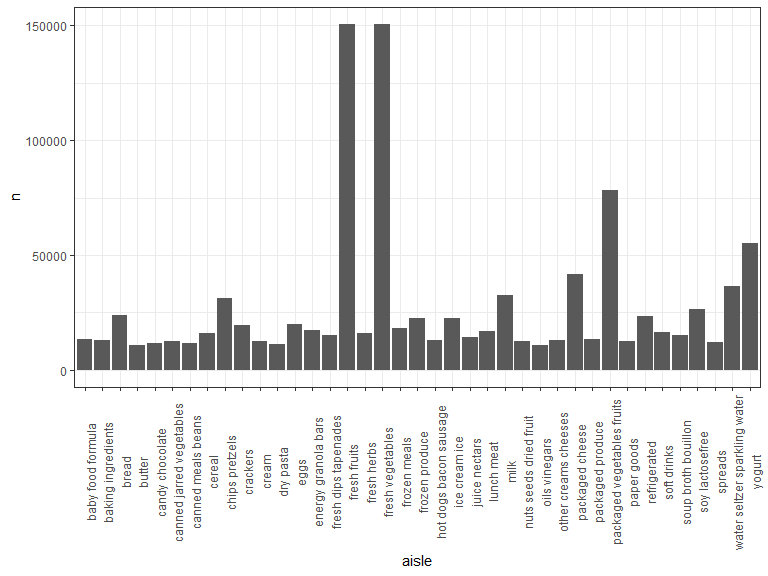 150000
100000
50000
0
n
baby food formula
baking ingredients
bread
butter
candy chocolate
canned jarred vegetables
canned meals beans
cereal
chips pretzels
crackers
cream
dry pasta
eggs
energy granola bars
fresh dips tapenades
fresh fruits
fresh herbs
fresh vegetables
frozen meals
frozen produce
hot dogs bacon sausage
ice cream ice
juice nectars
lunch meat
milk
nuts seeds dried fruit
oils vinegars
other creams cheeses
packaged cheese
packaged produce
packaged vegetables fruits
paper goods
refrigerated
soft drinks
soup broth bouillon
soy lactosefree
spreads
water seltzer sparkling water
yogurt
aisle